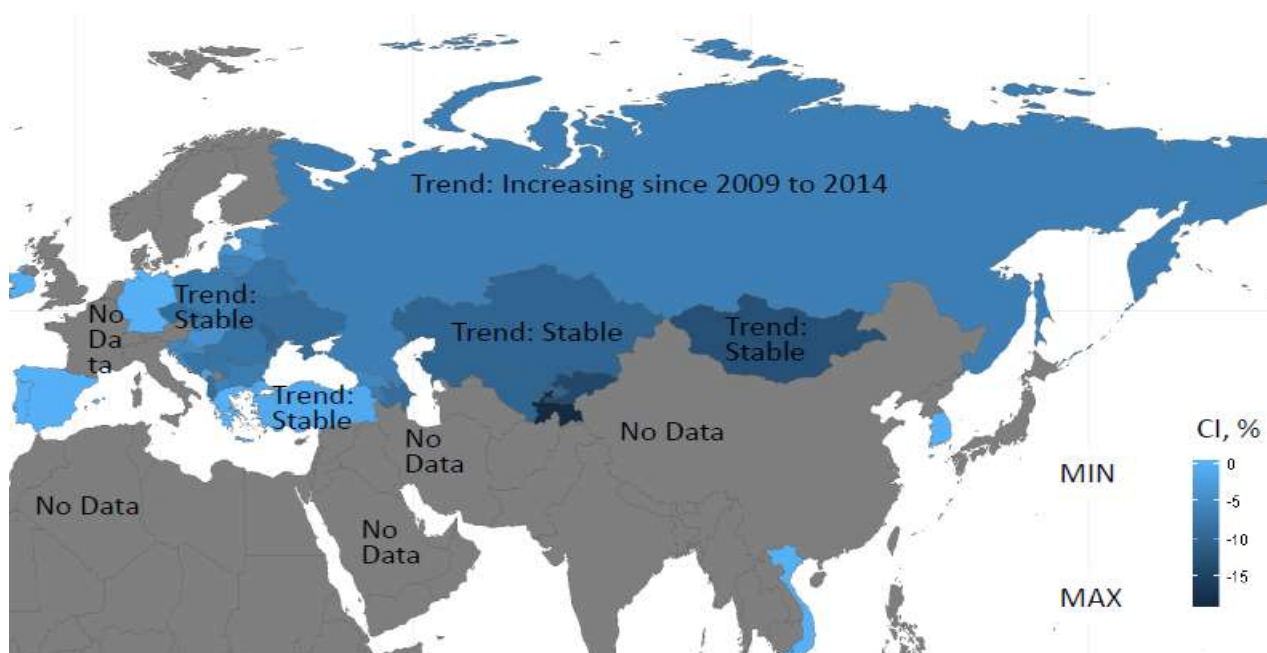 Trend: Increasing since 2009 to 2014
Trend:
Stable
No
Da
ta
Trend: Stable
Trend:
Stable
Trend:
Stable
No Data
No
Data
No Data
No
Data
CI, %
MIN
0
-5
-10
-15
MAX